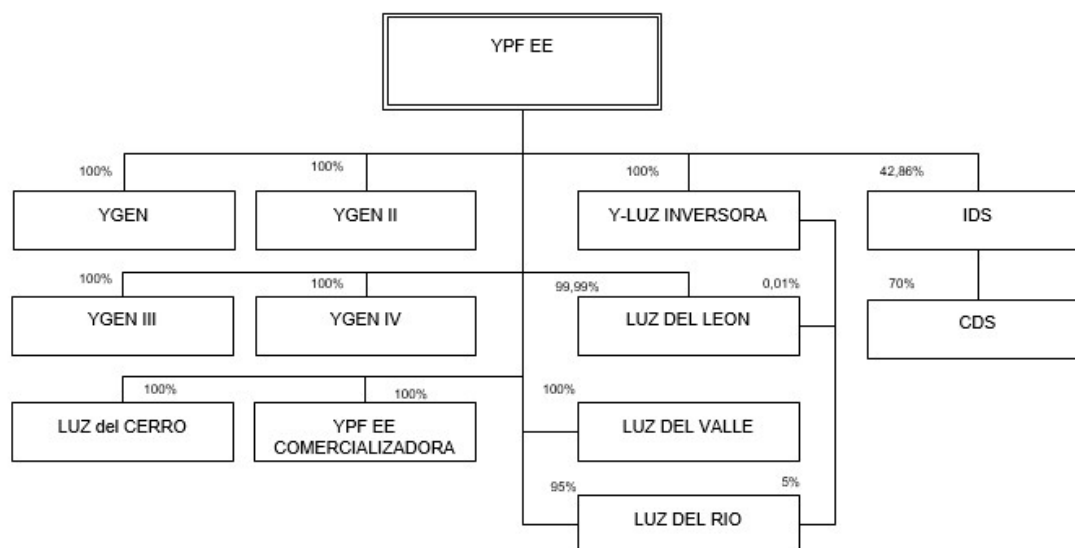 YPF EE
100%
100%
100%
42,86%
YGEN
YGEN II
Y-LUZ INVERSORA
IDS
100%
100%
99,99%
0,01%
70%
YGEN III
YGEN IV
LUZ DEL LEON
CDS
100%
100%
100%
LUZ del CERRO
YPF EE
COMERCIALIZADORA
LUZ DEL VALLE
95%
5%
LUZ DEL RIO